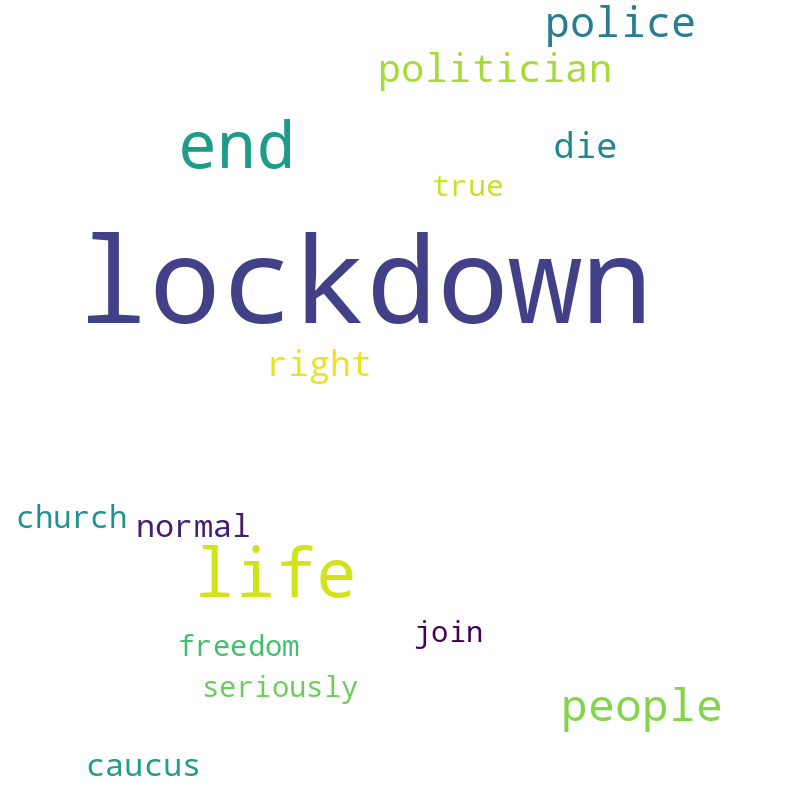 police
politician
end
die
true
lockdown
right
church
normal
life
join
freedom
seriously
people
caucus